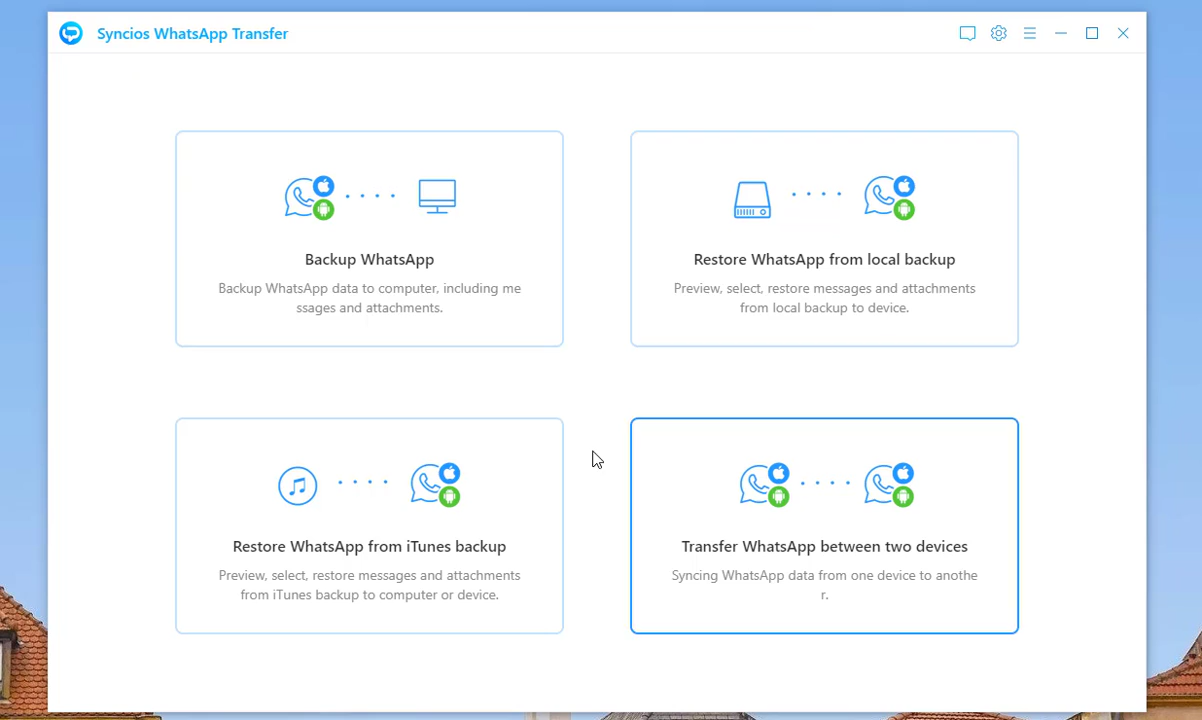 Syncios WhatsApp Transfer
Backup WhatsApp
Backup WhatsApp data to computer, including me
ssages and attachments.
Restore WhatsApp from local backup
Preview, select, restore messages and attachments
from local backup to device.
Restore WhatsApp from iTunes backup
Preview, select, restore messages and attachments
from iTunes backup to computer or device.
Transfer WhatsApp between two devices
Syncing WhatsApp data from one device to anothe
r.